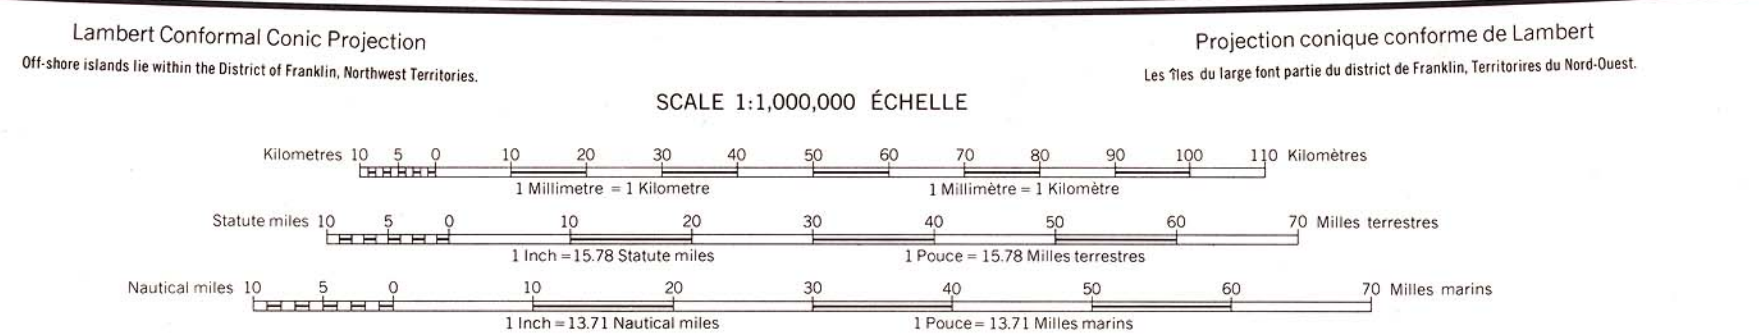 Lambert Conformal Conic Projection
Off-shore islands lie within the District of Franklin, Northwest Territories.
Projection conique conforme de Lambert
Les îles du large font partie du district de Franklin, Territorires du Nord-Ouest.
SCALE 1:1,000,000 ÉCHELLE
Kilometres 10 5 0 10 20 30 40 50 60 70 80 90 100 110 Kilomètres
1 Millimetre = 1 Kilometre 1 Millimètre = 1 Kilomètre
Statute miles 10 5 0 10 20 30 40 50 60 70 Milles terrestres
1 Inch = 15.78 Statute miles 1 Pouce = 15.78 Milles terrestres
Nautical miles 10 5 0 10 20 30 40 50 60 70 Milles marins
1 Inch = 13.71 Nautical miles 1 Pouce = 13.71 Milles marins